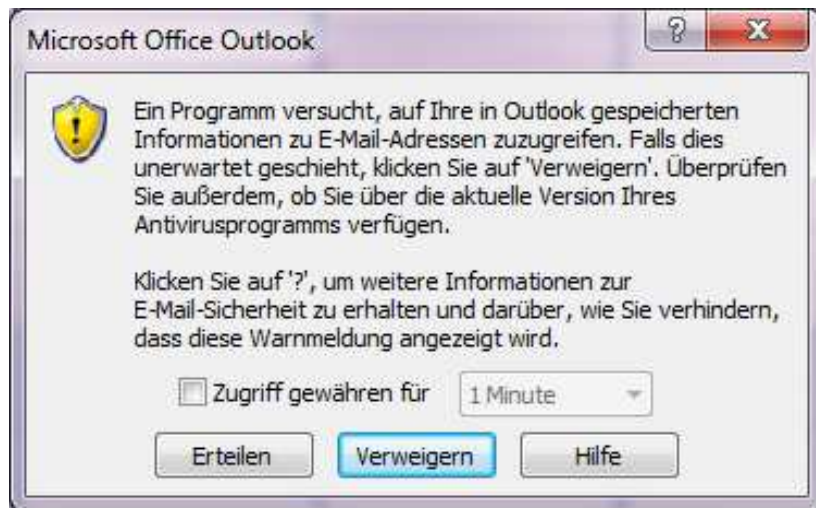 Microsoft Office Outlook
Ein Programm versucht, auf Ihre in Outlook gespeicherten
Informationen zu E-Mail-Adressen zuzugreifen. Falls dies
unerwartet geschieht, klicken Sie auf 'Verweigern'. Überprüfen
Sie außerdem, ob Sie über die aktuelle Version Ihres
Antivirusprogramms verfügen.
Klicken Sie auf '?', um weitere Informationen zur
E-Mail-Sicherheit zu erhalten und darüber, wie Sie verhindern,
dass diese Warnmeldung angezeigt wird.
Zugriff gewähren für 1 Minute
Erteilen Verweigern Hilfe